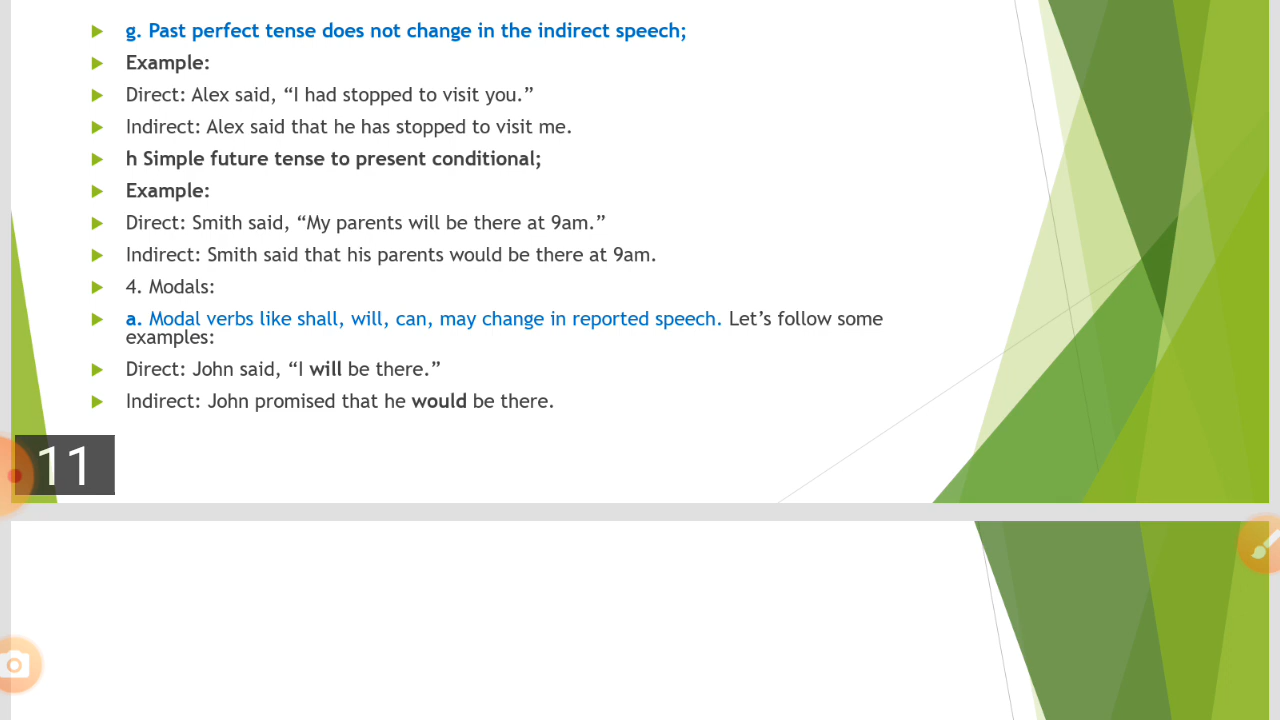 g. Past perfect tense does not change in the indirect speech;
Example:
Direct: Alex said, “I had stopped to visit you.”
Indirect: Alex said that he has stopped to visit me.
h Simple future tense to present conditional;
Example:
Direct: Smith said, “My parents will be there at 9am.”
Indirect: Smith said that his parents would be there at 9am.
4. Modals:
a. Modal verbs like shall, will, can, may change in reported speech. Let’s follow some
examples:
Direct: John said, “I will be there.”
Indirect: John promised that he would be there.
11